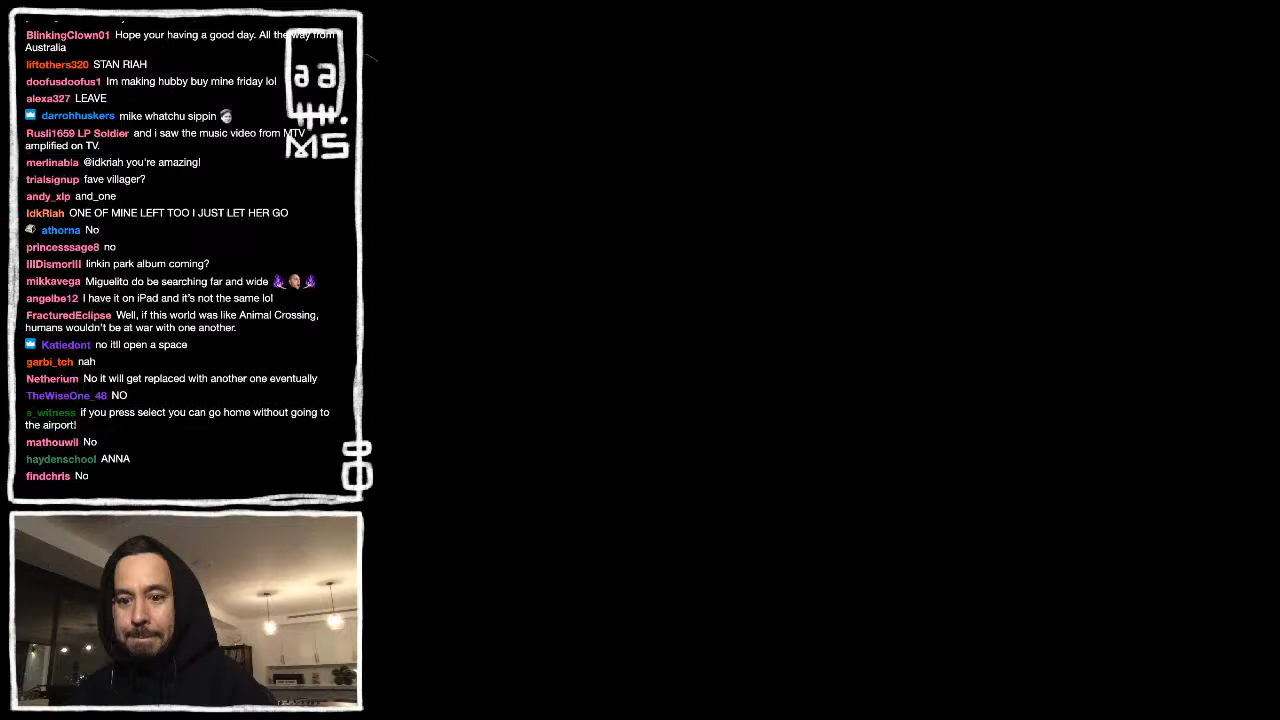 BlinkingClown01 Hope your having a good day. All the way from
Australia
liftothers320 STAN RIAH
doofusdoofus1 Im making hubby buy mine friday lol
alexa327 LEAVE
darrohhuskers mike whatchu sippin
Rusli1659 LP Soldier and i saw the music video from MTV
amplified on TV.
merlinabla @idkriah you're amazing!
trialsignup fave villager?
andy_xlp and_one
IdkRiah ONE OF MINE LEFT TOO I JUST LET HER GO
athorna No
princesssage8 no
lllDismorlll linkin park album coming?
mikkavega Miguelito do be searching far and wide
angelbe12 I have it on iPad and it's not the same lol
FracturedEclipse Well, if this world was like Animal Crossing,
humans wouldn't be at war with one another.
Katiedont no itll open a space
garbi_tch nah
Netherium No it will get replaced with another one eventually
TheWiseOne_48 NO
a_witness if you press select you can go home without going to
the airport!
mathouwil No
haydenschool ANNA
findchris No
MS